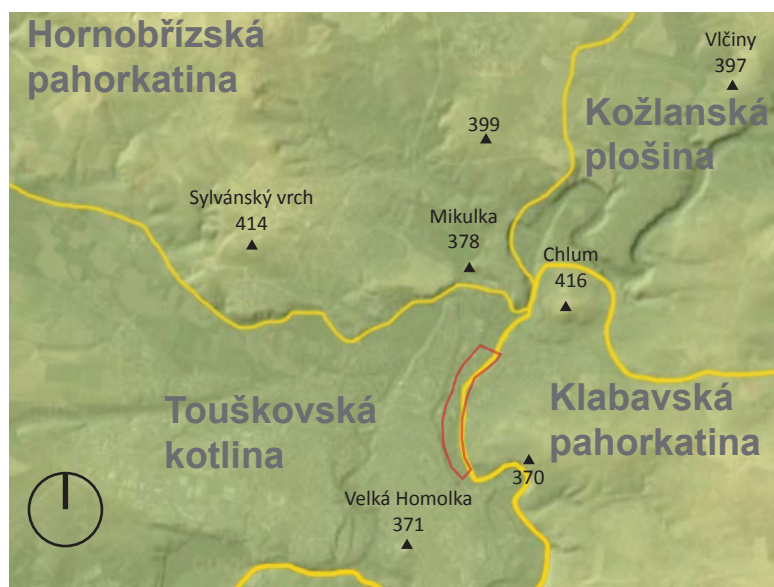 Hornobřízská
pahorkatina
Vlčiny
397
Kožlanská
plošina
399
Sylvánský vrch
414
Mikulka
378
Chlum
416
Touškovská
kotlina
Klabavská
pahorkatina
370
Velká Homolka
371